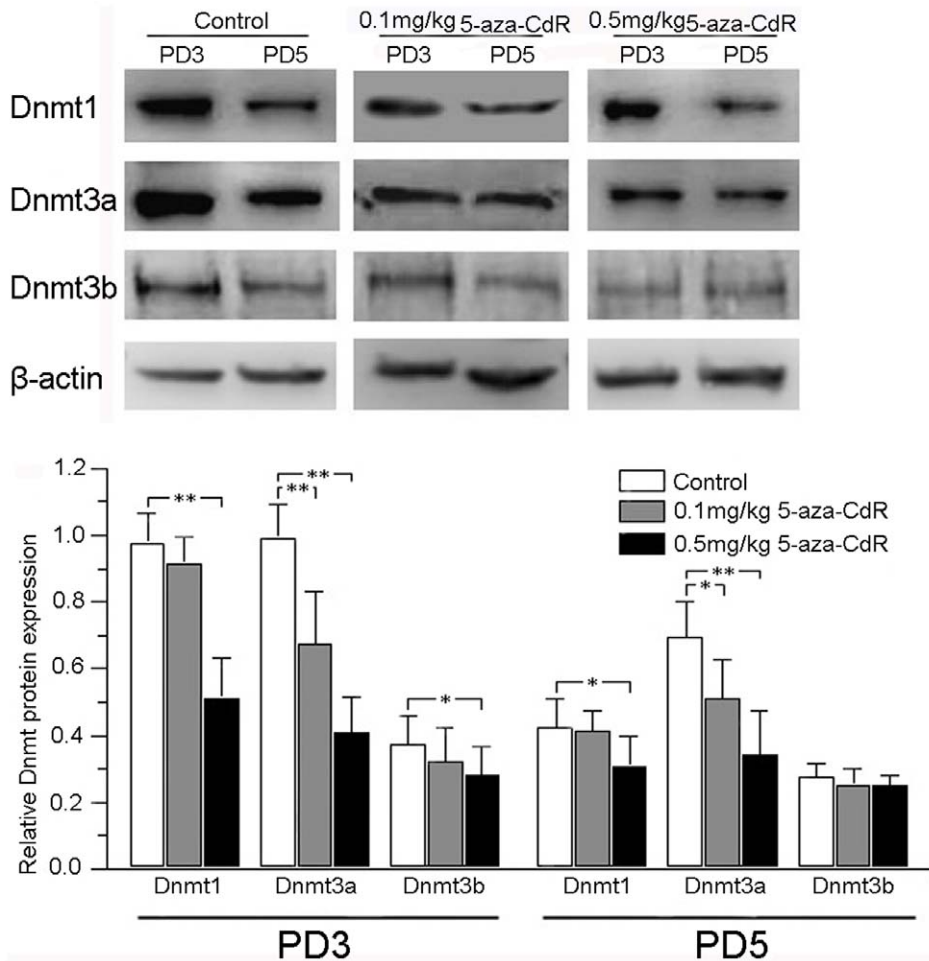 Control 0.1mg/kg 5-aza-CdR 0.5mg/kg 5-aza-CdR
PD3 PD5 PD3 PD5 PD3 PD5
Dnmt1
Dnmt3a
Dnmt3b
β-actin
Relative Dnmt protein expression
1.2
1.0
0.8
0.6
0.4
0.2
0.0
** ** ** * * ** *
Control
0.1mg/kg 5-aza-CdR
0.5mg/kg 5-aza-CdR
Dnmt1 Dnmt3a Dnmt3b Dnmt1 Dnmt3a Dnmt3b
PD3 PD5